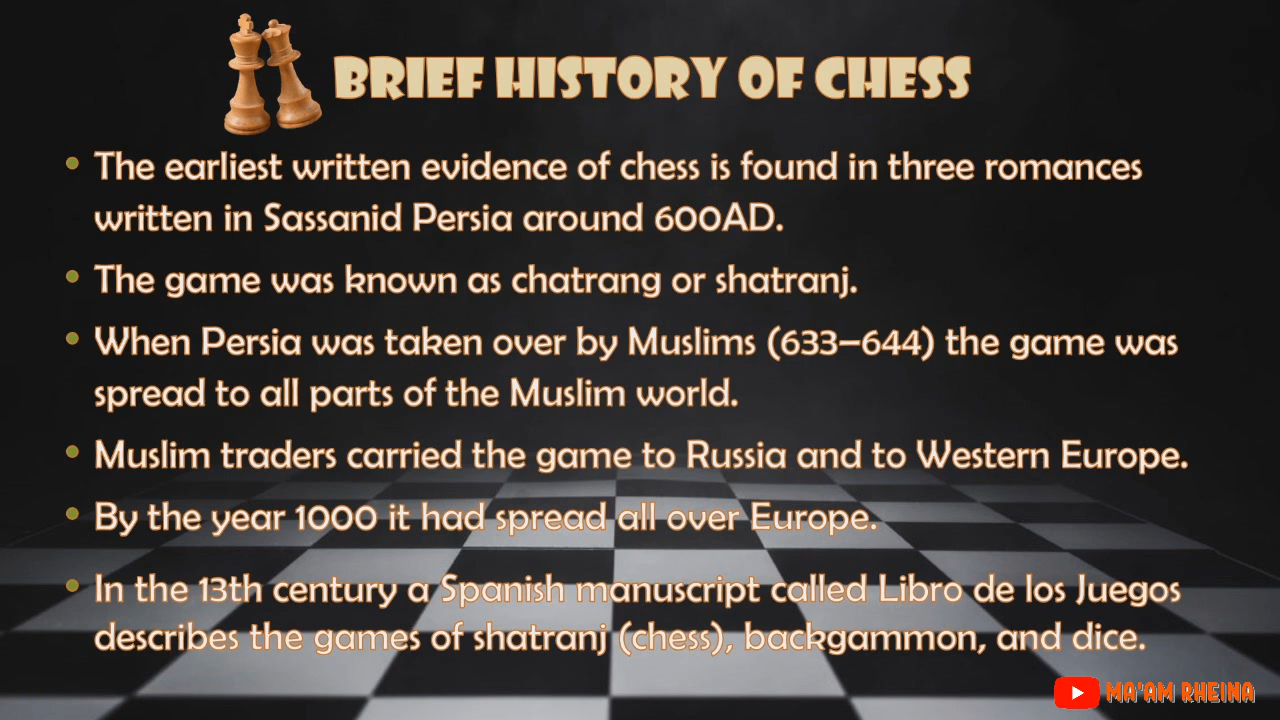 BRIEF HISTORY OF CHESS
• The earliest written evidence of chess is found in three romances
written in Sassanid Persia around 600AD.
• The game was known as chatrang or shatranj.
• When Persia was taken over by Muslims (633–644) the game was
spread to all parts of the Muslim world.
• Muslim traders carried the game to Russia and to Western Europe.
• By the year 1000 it had spread all over Europe.
• In the 13th century a Spanish manuscript called Libro de los Juegos
describes the games of shatranj (chess), backgammon, and dice.
MA'AM RHEINA